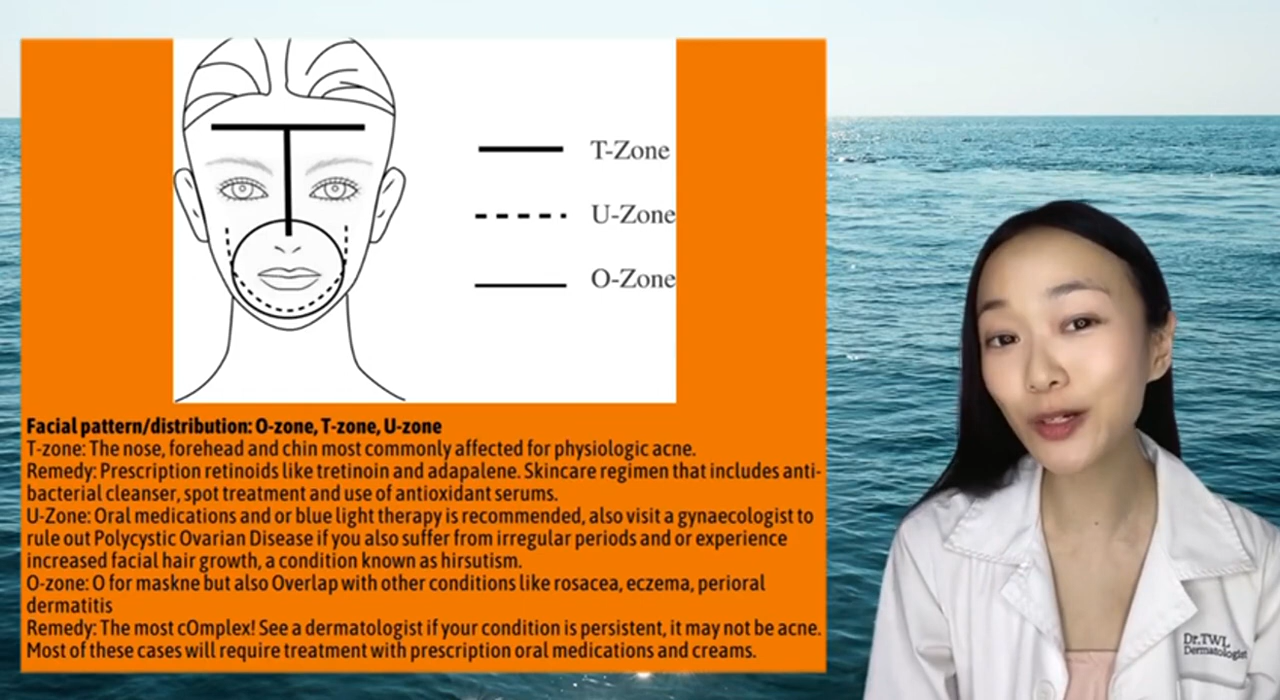 T-Zone
U-Zone
O-Zone
Facial pattern/distribution: O-zone, T-zone, U-zone
T-zone: The nose, forehead and chin most commonly affected for physiologic acne.
Remedy: Prescription retinoids like tretinoin and adapalene. Skincare regimen that includes anti-
bacterial cleanser, spot treatment and use of antioxidant serums.
U-Zone: Oral medications and or blue light therapy is recommended, also visit a gynaecologist to
rule out Polycystic Ovarian Disease if you also suffer from irregular periods and or experience
increased facial hair growth, a condition known as hirsutism.
O-zone: O for maskne but also Overlap with other conditions like rosacea, eczema, perioral
dermatitis
Remedy: The most cOmplex! See a dermatologist if your condition is persistent, it may not be acne.
Most of these cases will require treatment with prescription oral medications and creams.
Dr.TWL
Dermatologist